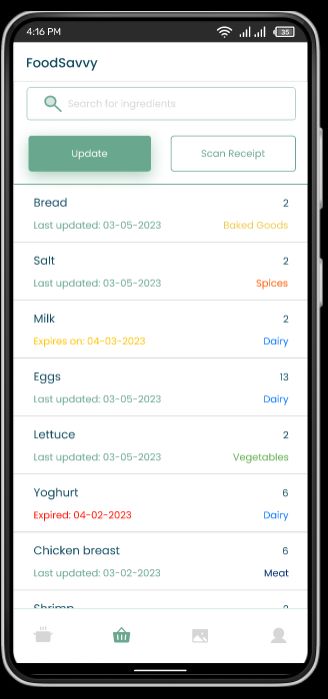 4:16 PM
35
FoodSavvy
Search for ingredients
Update
Scan Receipt
Bread 2
Last updated: 03-05-2023 Baked Goods
Salt 2
Last updated: 03-05-2023 Spices
Milk 2
Expires on: 04-03-2023 Dairy
Eggs 13
Last updated: 03-05-2023 Dairy
Lettuce 2
Last updated: 03-05-2023 Vegetables
Yoghurt 6
Expired: 04-02-2023 Dairy
Chicken breast 6
Last updated: 03-02-2023 Meat
Shrimp